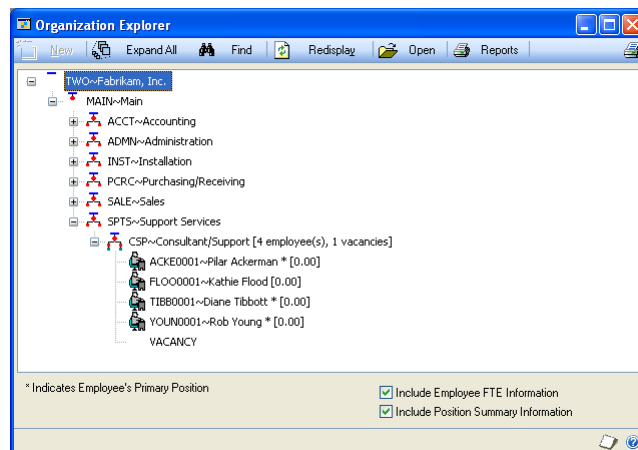 Organization Explorer
New Expand All Find Redisplay Open Reports
TWO~Fabrikam, Inc.
MAIN~Main
ACCT~Accounting
ADMN~Administration
INST~Installation
PCRC~Purchasing/Receiving
SALE~Sales
SPTS~Support Services
CSP~Consultant/Support [4 employee(s), 1 vacancies]
ACKE0001~Pilar Ackerman * [0.00]
FLOO0001~Kathie Flood [0.00]
TIBB0001~Diane Tibbott * [0.00]
YOUN0001~Rob Young * [0.00]
VACANCY
* Indicates Employee's Primary Position
Include Employee FTE Information
Include Position Summary Information